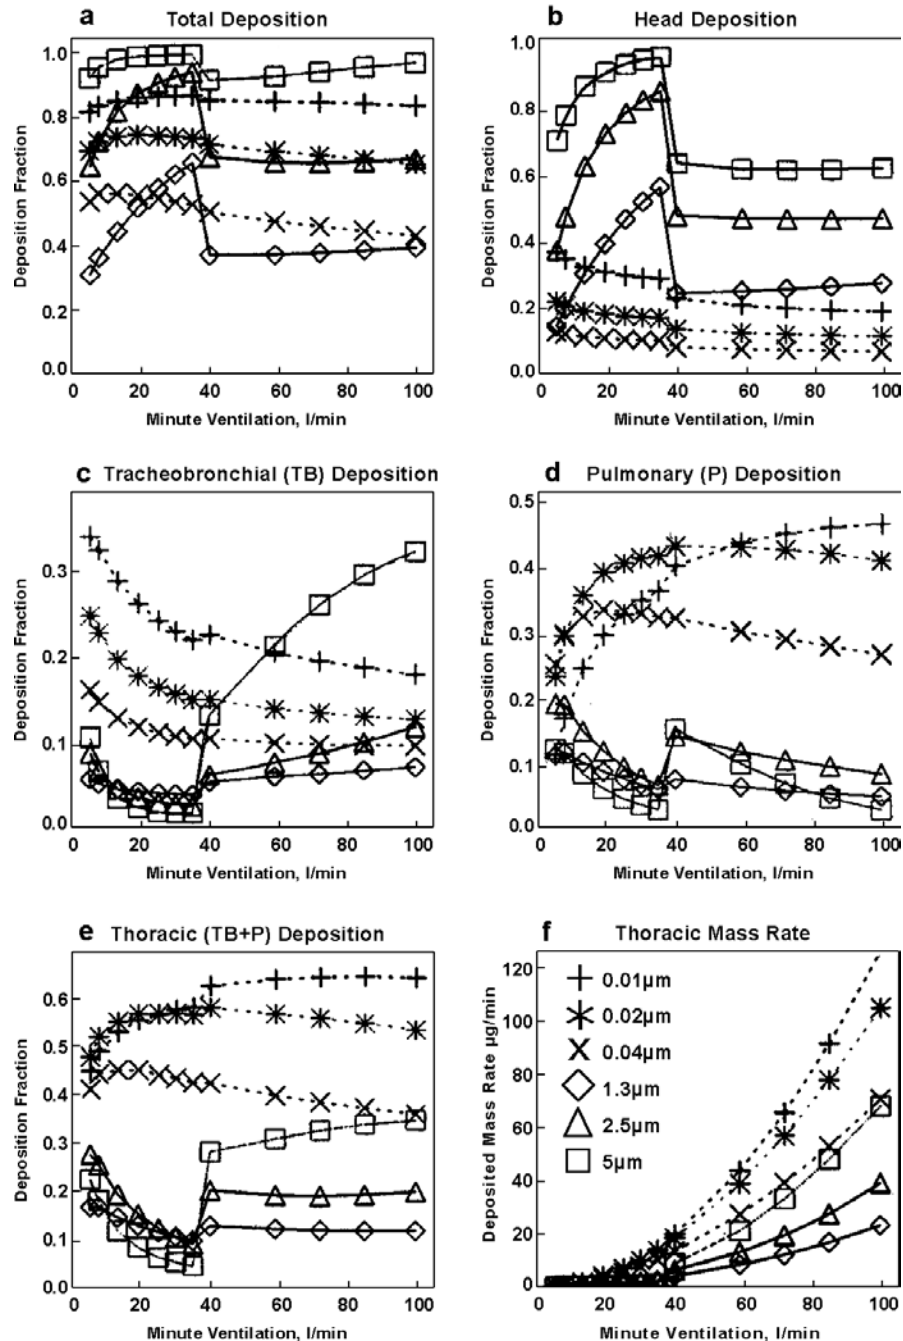 a Total Deposition
1.0
0.8
0.6
0.4
0.2
0.0
Deposition Fraction
0 20 40 60 80 100
Minute Ventilation, l/min
b Head Deposition
1.0
0.8
0.6
0.4
0.2
0.0
Deposition Fraction
0 20 40 60 80 100
Minute Ventilation, l/min
c Tracheobronchial (TB) Deposition
0.3
0.2
0.1
0.0
Deposition Fraction
0 20 40 60 80 100
Minute Ventilation, l/min
d Pulmonary (P) Deposition
0.5
0.4
0.3
0.2
0.1
0.0
Deposition Fraction
0 20 40 60 80 100
Minute Ventilation, l/min
e Thoracic (TB+P) Deposition
0.6
0.5
0.4
0.3
0.2
0.1
0.0
Deposition Fraction
0 20 40 60 80 100
Minute Ventilation, l/min
f Thoracic Mass Rate
120
100
80
60
40
20
0
Deposited Mass Rate µg/min
0.01µm
0.02µm
0.04µm
1.3µm
2.5µm
5µm
0 20 40 60 80 100
Minute Ventilation, l/min